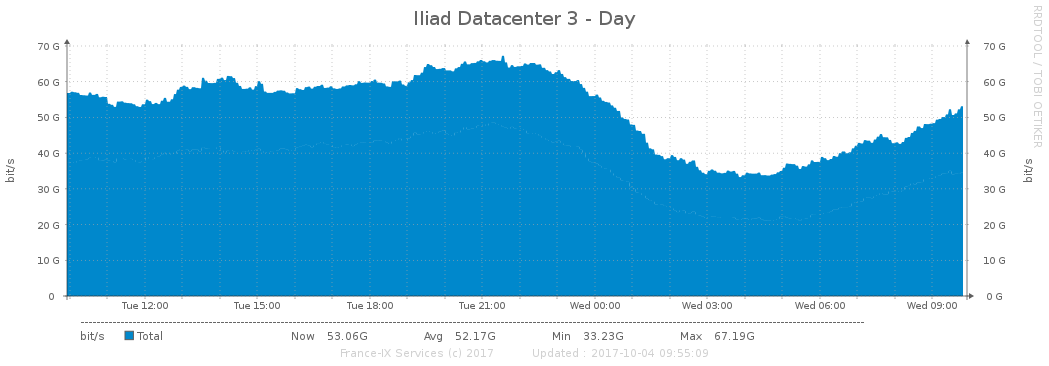 Iliad Datacenter 3 - Day
RRDTOOL / TOBI OETIKER
70 G 70 G
60 G 60 G
50 G 50 G
40 G 40 G
30 G 30 G
20 G 20 G
10 G 10 G
0 0 G
bit/s bit/s
Tue 12:00 Tue 15:00 Tue 18:00 Tue 21:00 Wed 00:00 Wed 03:00 Wed 06:00 Wed 09:00
bit/s Total Now 53.06G Avg 52.17G Min 33.23G Max 67.19G
France-IX Services (c) 2017 Updated : 2017-10-04 09:55:09